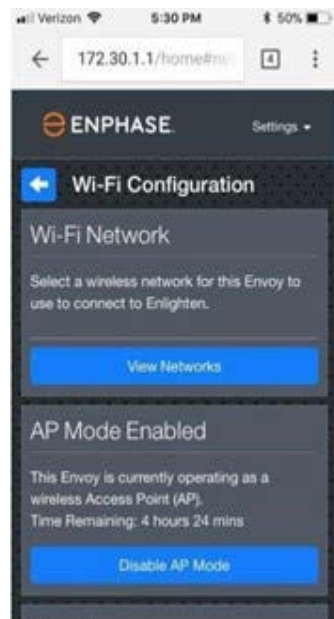 Verizon 5:30 PM 50%
172.30.1.1/home#n 4
ENPHASE Settings
Wi-Fi Configuration
Wi-Fi Network
Select a wireless network for this Envoy to
use to connect to Enlighten.
View Networks
AP Mode Enabled
This Envoy is currently operating as a
wireless Access Point (AP).
Time Remaining: 4 hours 24 mins
Disable AP Mode